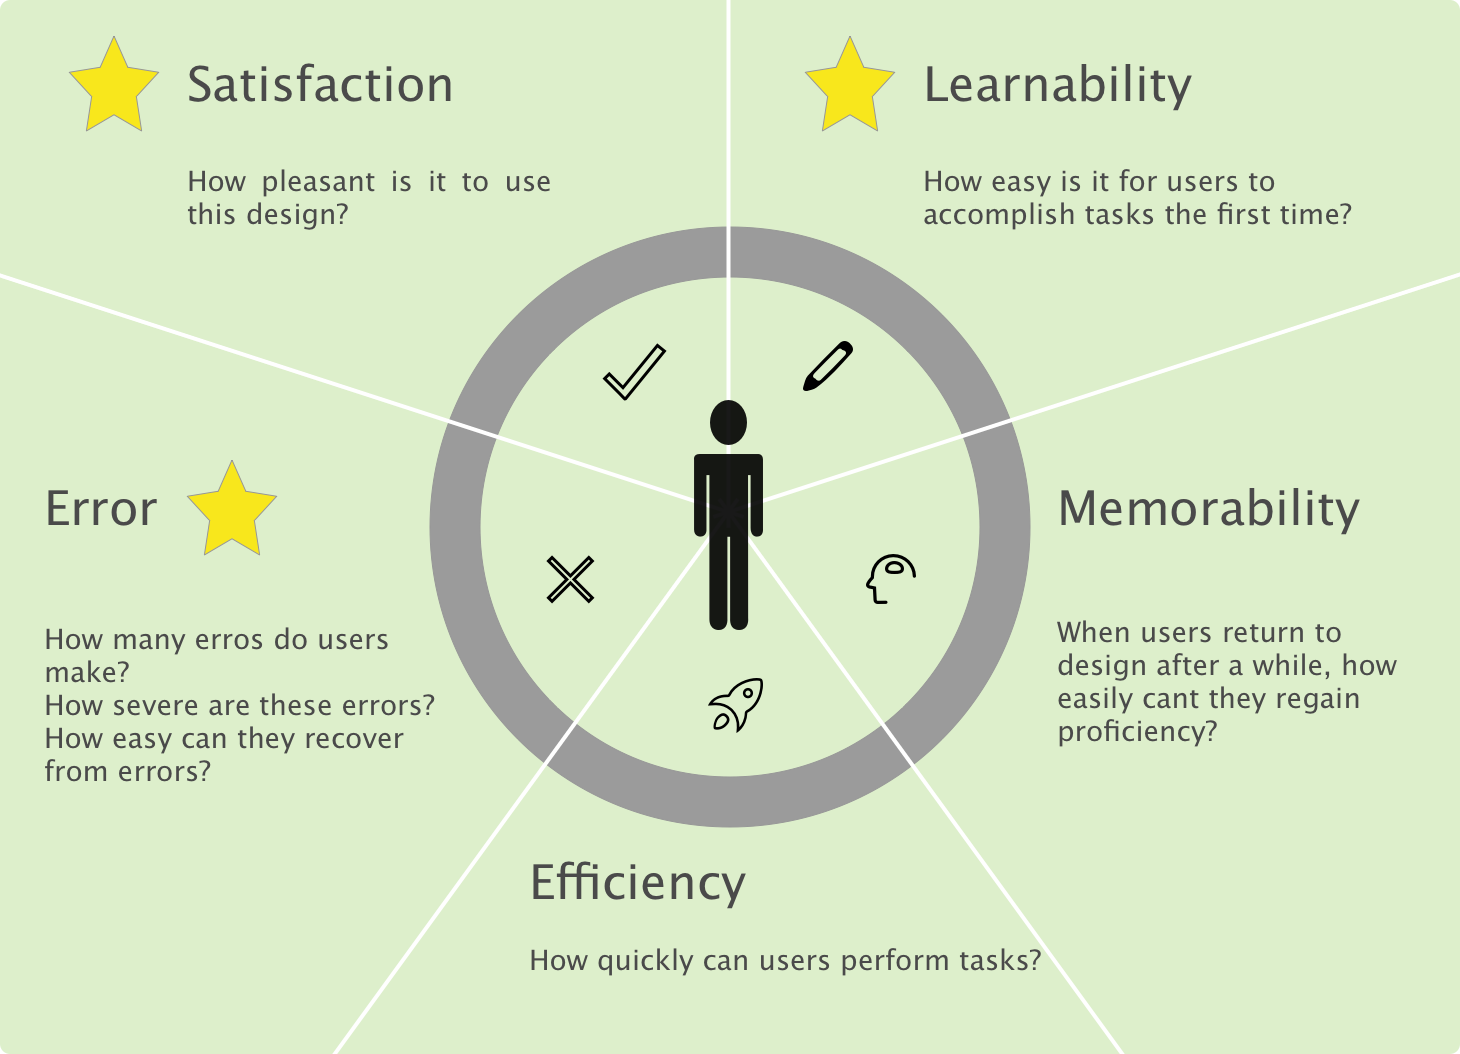 Satisfaction
How pleasant is it to use
this design?
Learnability
How easy is it for users to
accomplish tasks the first time?
Error
How many erros do users
make?
How severe are these errors?
How easy can they recover
from errors?
Memorability
When users return to
design after a while, how
easily cant they regain
proficiency?
Efficiency
How quickly can users perform tasks?